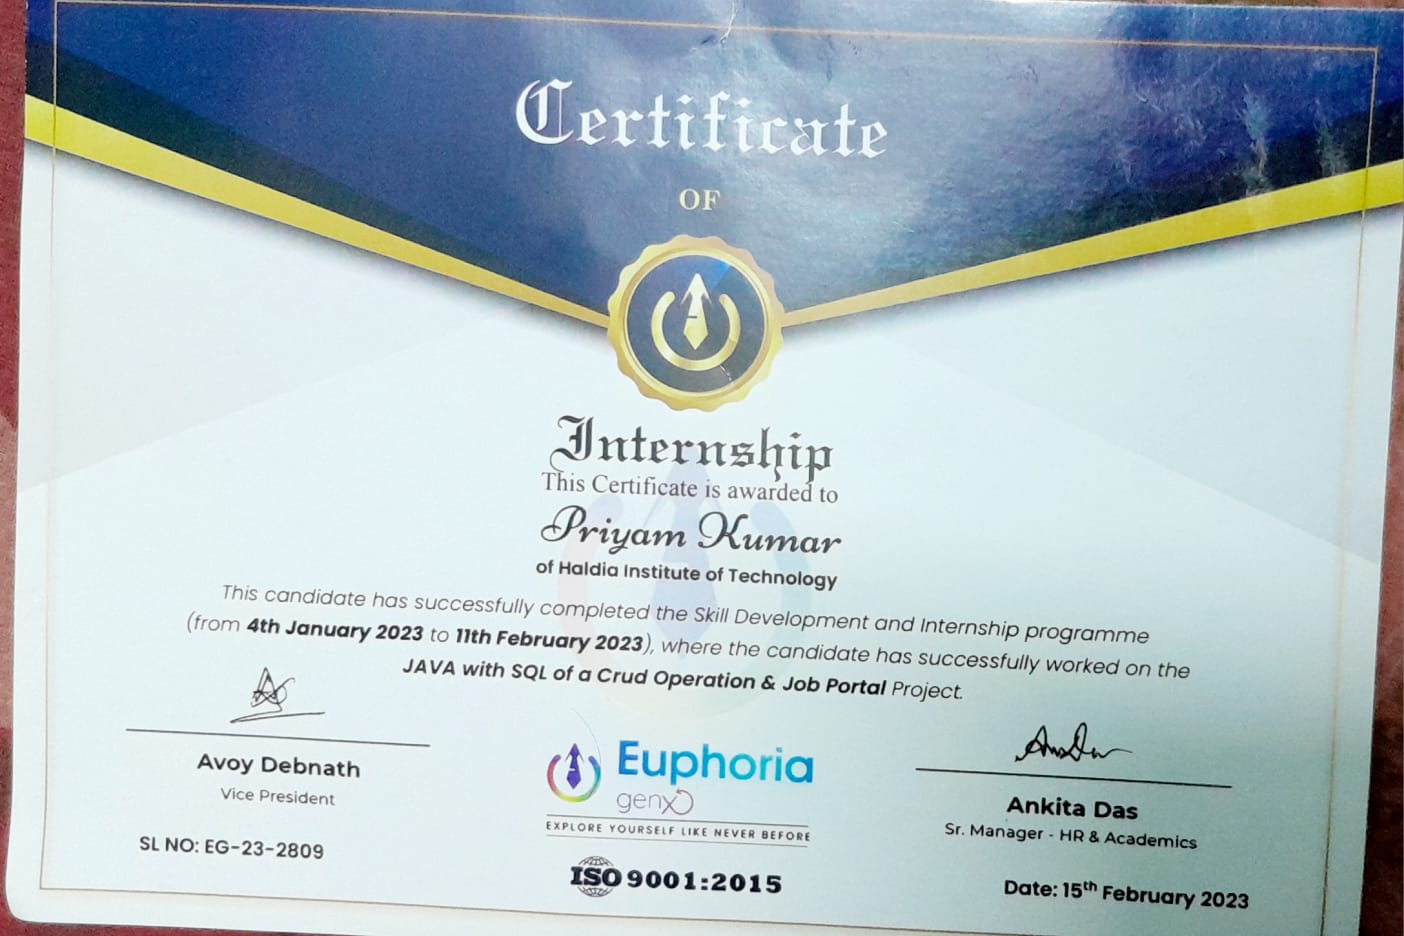 Certificate
OF
Internship
This Certificate is awarded to
Priyam Kumar
of Haldia Institute of Technology
This candidate has successfully completed the Skill Development and Internship programme
(from 4th January 2023 to 11th February 2023), where the candidate has successfully worked on the
JAVA with SQL of a Crud Operation & Job Portal Project.
Avoy Debnath
Vice President
SL NO: EG-23-2809
Euphoria
genx
EXPLORE YOURSELF LIKE NEVER BEFORE
ISO 9001:2015
Ankita Das
Sr. Manager - HR & Academics
Date: 15th February 2023